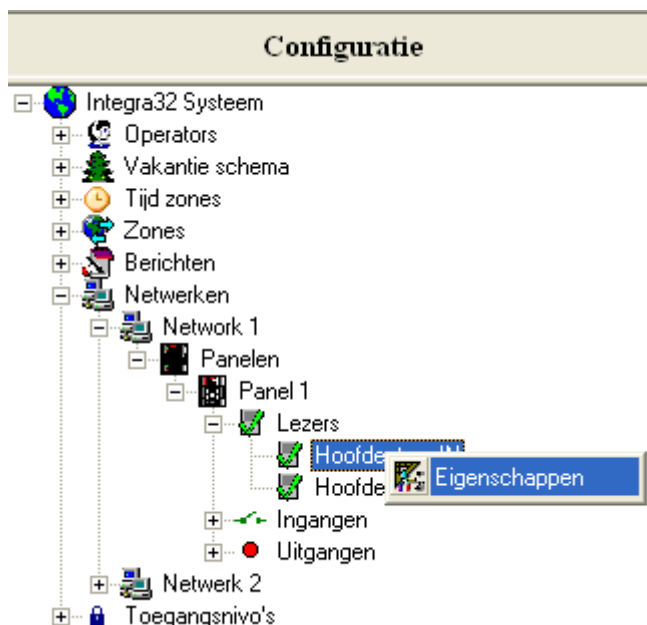 Configuratie
Integra32 Systeem
Operators
Vakantie schema
Tijd zones
Zones
Berichten
Netwerken
Network 1
Panelen
Panel 1
Lezers
Eigenschappen
Ingangen
Uitgangen
Netwerk 2
Toegangsnivo's